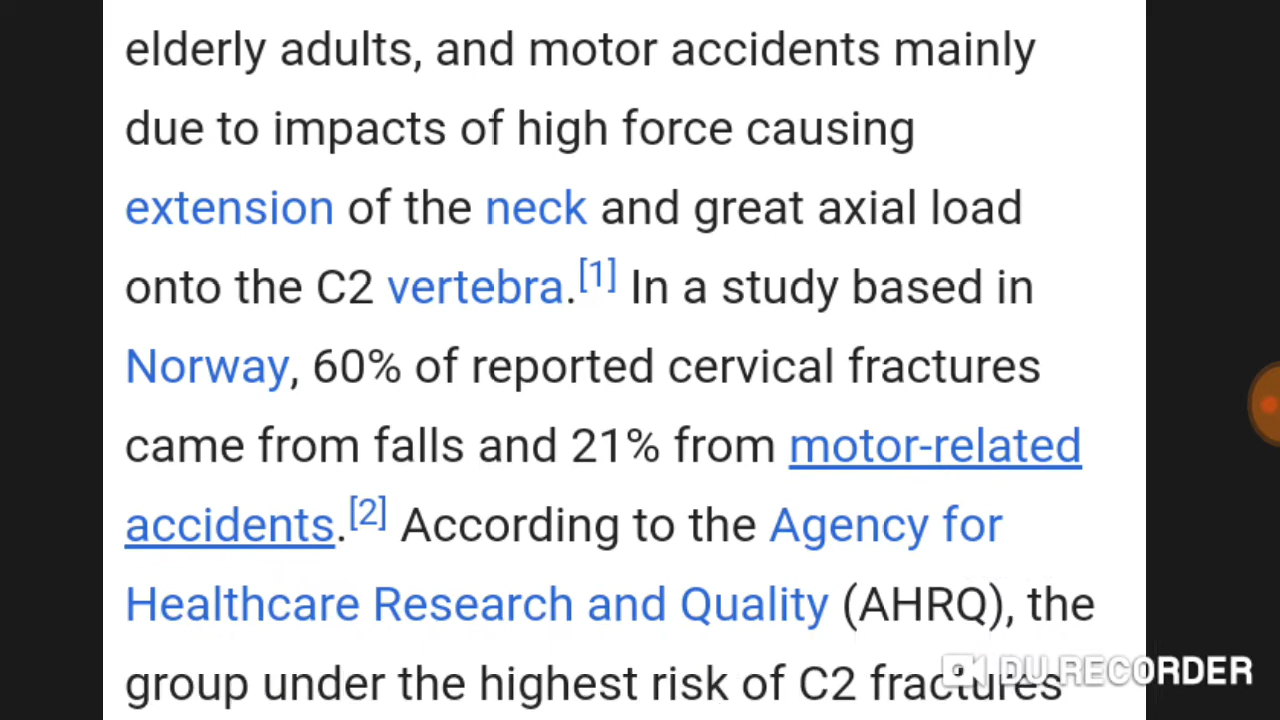 elderly adults, and motor accidents mainly
due to impacts of high force causing
extension of the neck and great axial load
onto the C2 vertebra.[1] In a study based in
Norway, 60% of reported cervical fractures
came from falls and 21% from motor-related
accidents.[2] According to the Agency for
Healthcare Research and Quality (AHRQ), the
group under the highest risk of C2 fractures
DU RECORDER